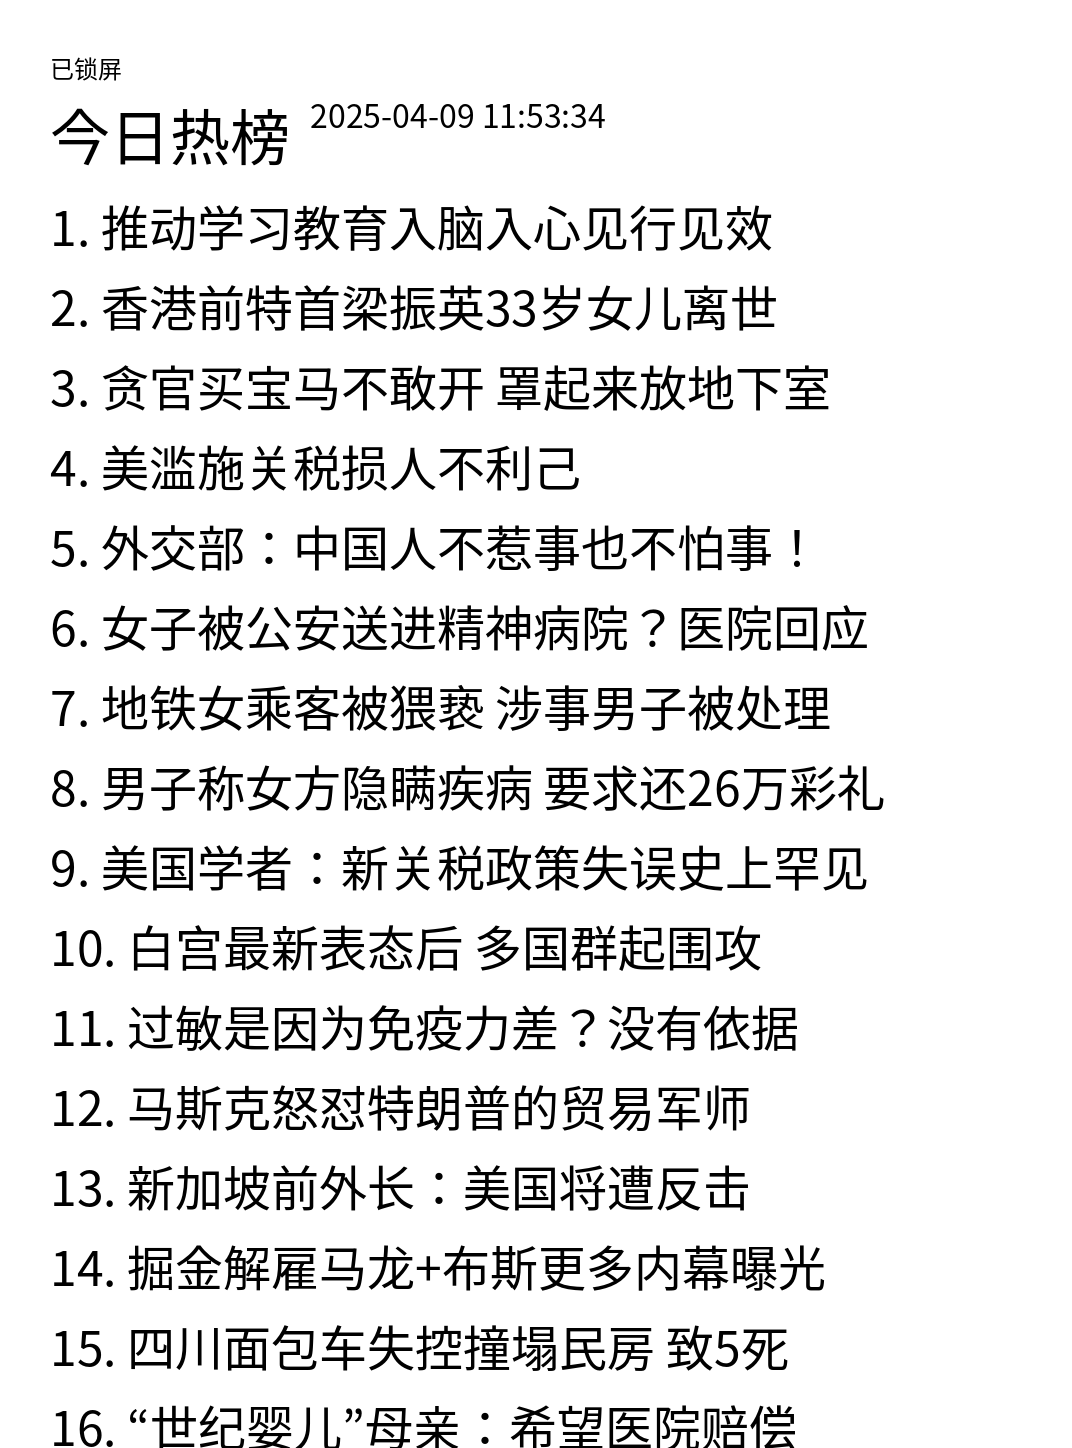 已锁屏
今日热榜 2025-04-09 11:53:34
1. 推动学习教育入脑入心见行见效
2. 香港前特首梁振英33岁女儿离世
3. 贪官买宝马不敢开 罩起来放地下室
4. 美滥施关税损人不利己
5. 外交部：中国人不惹事也不怕事！
6. 女子被公安送进精神病院？医院回应
7. 地铁女乘客被猥亵 涉事男子被处理
8. 男子称女方隐瞒疾病 要求还26万彩礼
9. 美国学者：新关税政策失误史上罕见
10. 白宫最新表态后 多国群起围攻
11. 过敏是因为免疫力差？没有依据
12. 马斯克怒怼特朗普的贸易军师
13. 新加坡前外长：美国将遭反击
14. 掘金解雇马龙+布斯更多内幕曝光
15. 四川面包车失控撞塌民房 致5死
16. “世纪婴儿”母亲：希望医院赔偿